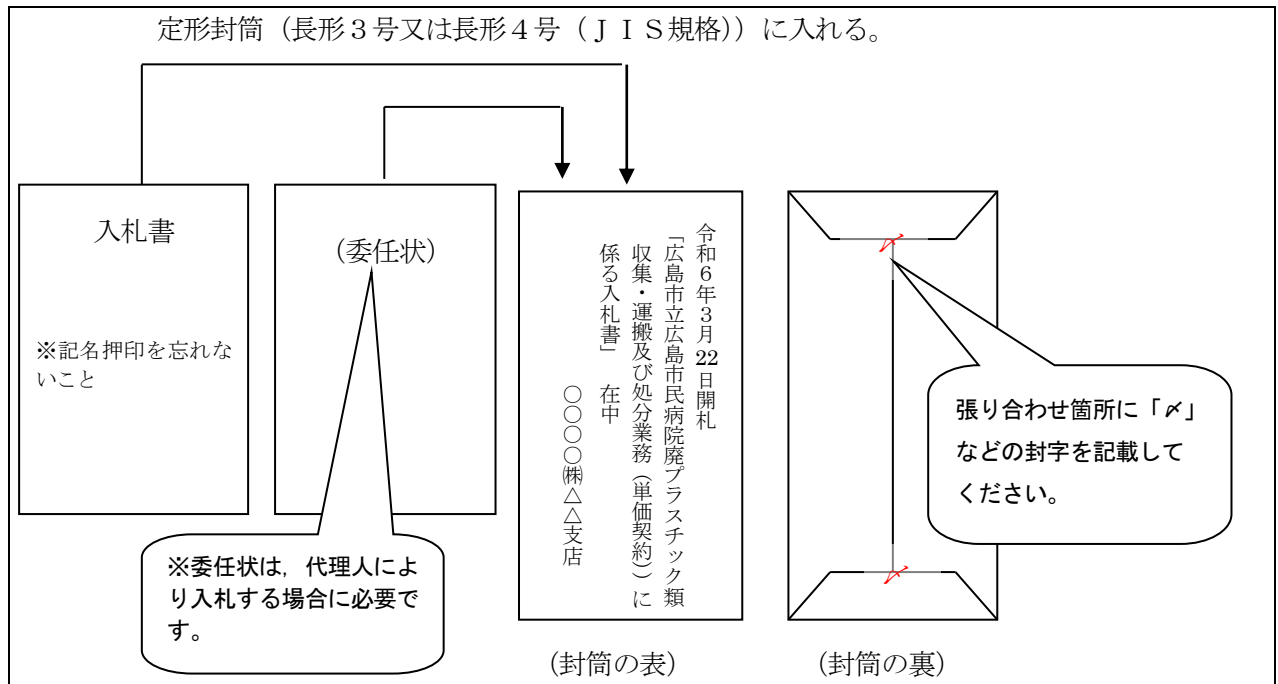 定形封筒（長形３号又は長形４号（ＪＩＳ規格））に入れる。
入札書
※記名押印を忘れな
いこと
（委任状）
※委任状は，代理人によ
り入札する場合に必要で
す。
令和６年３月22日開札
「広島市立広島市民病院廃プラスチック類
収集・運搬及び処分業務（単価契約）に
係る入札書」　在中
○○○○㈱△△支店
（封筒の表）
〆
〆
張り合わせ箇所に「〆」
などの封字を記載して
ください。
（封筒の裏）